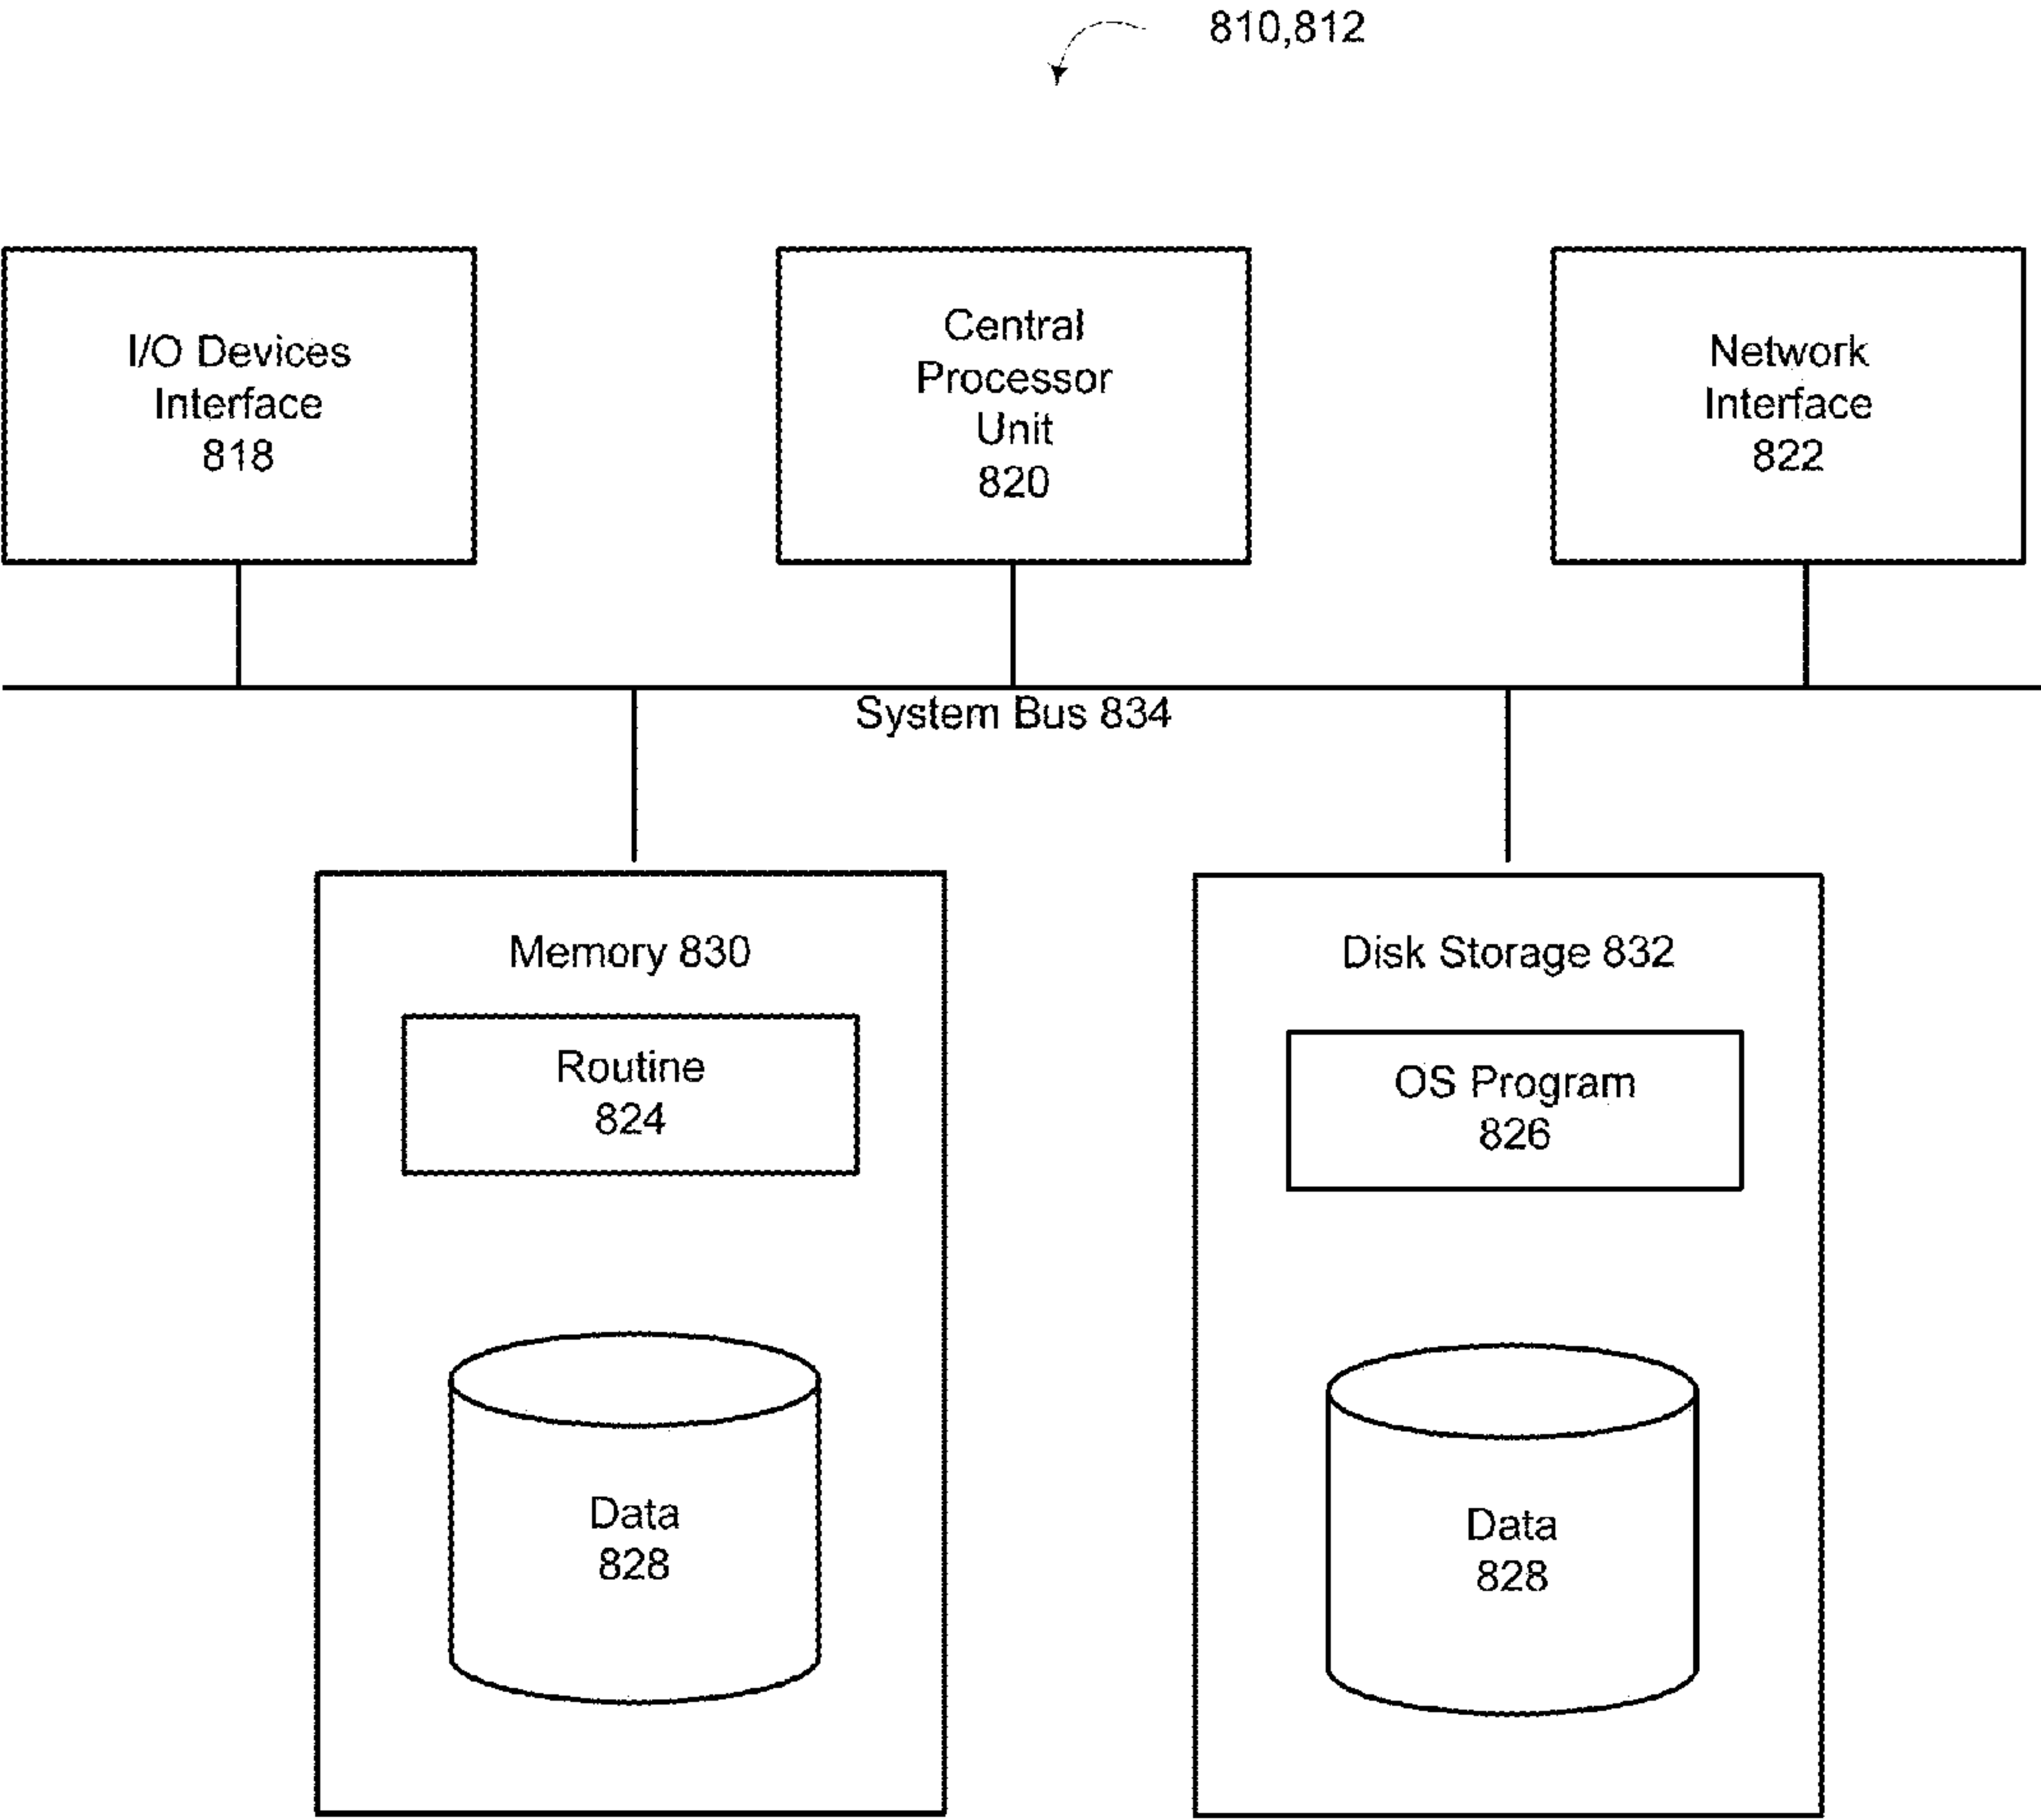 810,812
I/O Devices
Interface
818
Central
Processor
Unit
820
Network
Interface
822
System Bus 834
Memory 830
Routine
824
Data
828
Disk Storage 832
OS Program
826
Data
828